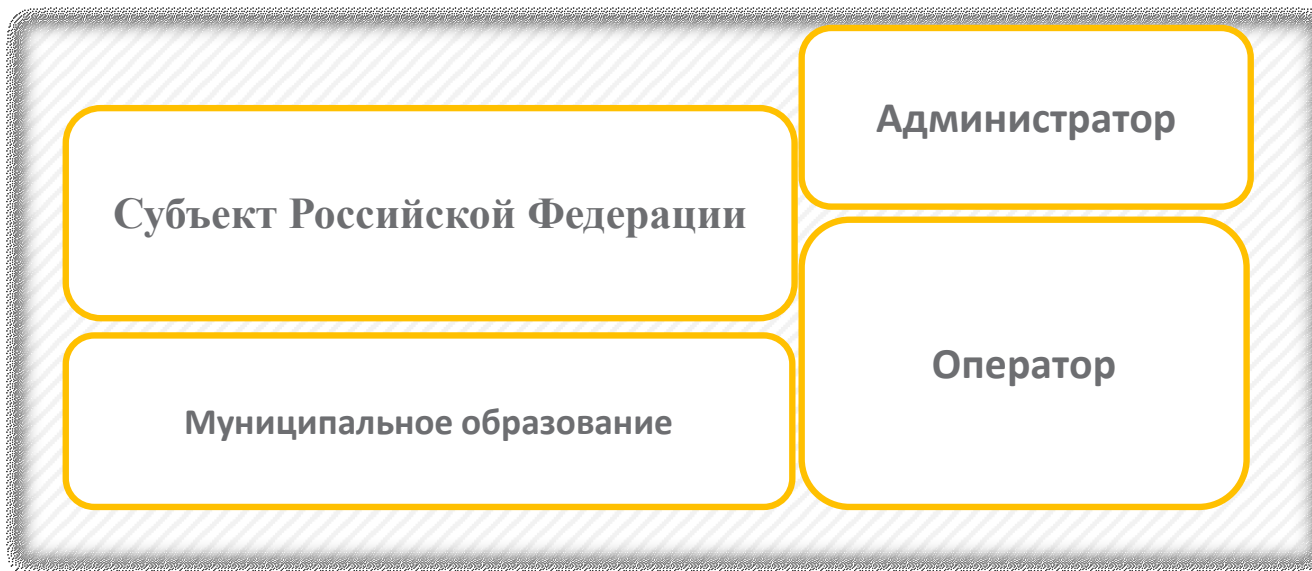 Администратор
Субъект Российской Федерации
Оператор
Муниципальное образование